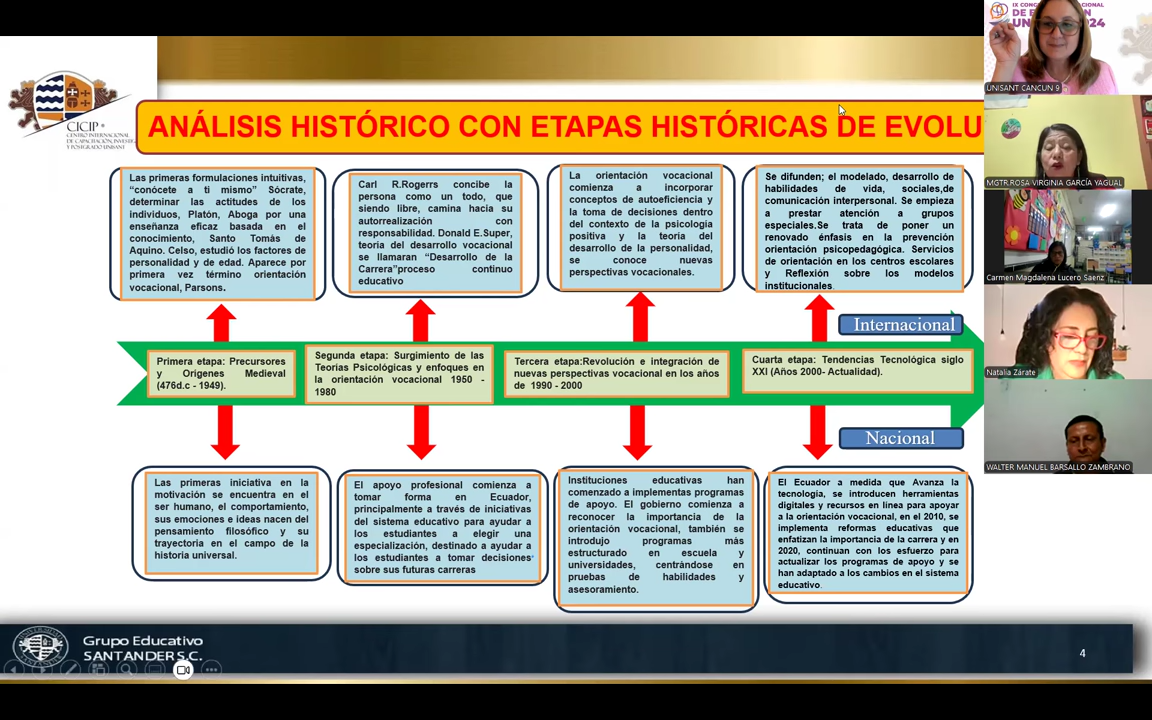 IX CONG
CIONAL
DE E
N
UN
2024
UNISANT CANCUN 9
CICIP ®
CENTRO INTERNACIONAL
DE CAPACITACIÓN, INVESTI
Y POSTGRADO UNISANT
ANÁLISIS HISTÓRICO CON ETAPAS HISTÓRICAS DE EVOLU
MGTR.ROSA VIRGINIA GARCÍA YAGUAL
Carmen Magdalena Lucero Saenz
Natalia Zárate
WALTER MANUEL BARSALLO ZAMBRANO
Las primeras formulaciones intuitivas,
“conócete a ti mismo” Sócrate,
determinar las actitudes de los
individuos, Platón, Aboga por una
enseñanza eficaz basada en el
conocimiento, Santo Tomás de
Aquino. Celso, estudió los factores de
personalidad y de edad. Aparece por
primera vez término orientación
vocacional, Parsons.
Carl R.Rogerrs concibe la
persona como un todo, que
siendo libre, camina hacia su
autorrealización con
responsabilidad. Donald E.Super,
teoría del desarrollo vocacional
se llamaran “Desarrollo de la
Carrera”proceso continuo
educativo
La orientación vocacional
comienza a incorporar
conceptos de autoeficiencia y
la toma de decisiones dentro
del contexto de la psicología
positiva y la teoría del
desarrollo de la personalidad,
se conoce nuevas
perspectivas vocacionales.
Se difunden; el modelado, desarrollo de
habilidades de vida, sociales,de
comunicación interpersonal. Se empieza
a prestar atención a grupos
especiales.Se trata de poner un
renovado énfasis en la prevención
orientación psicopedagógica. Servicios
de orientación en los centros escolares
y Reflexión sobre los modelos
institucionales.
Internacional
Primera etapa: Precursores
y Orígenes Medieval
(476d.c - 1949).
Segunda etapa: Surgimiento de las
Teorías Psicológicas y enfoques en
la orientación vocacional 1950 -
1980
Tercera etapa:Revolución e integración de
nuevas perspectivas vocacional en los años
de 1990 - 2000
Cuarta etapa: Tendencias Tecnológica siglo
XXI (Años 2000- Actualidad).
Nacional
Las primeras iniciativa en la
motivación se encuentra en el
ser humano, el comportamiento,
sus emociones e ideas nacen del
pensamiento filosófico y su
trayectoria en el campo de la
historia universal.
El apoyo profesional comienza a
tomar forma en Ecuador,
principalmente a través de iniciativas
del sistema educativo para ayudar a
los estudiantes a elegir una
especialización, destinado a ayudar a
los estudiantes a tomar decisiones
sobre sus futuras carreras
Instituciones educativas han
comenzado a implementas programas
de apoyo. El gobierno comienza a
reconocer la importancia de la
orientación vocacional, también se
introdujo programas más
estructurado en escuela y
universidades, centrándose en
pruebas de habilidades y
asesoramiento.
El Ecuador a medida que Avanza la
tecnología, se introducen herramientas
digitales y recursos en línea para apoyar
a la orientación vocacional, en el 2010, se
implementa reformas educativas que
enfatizan la importancia de la carrera y en
2020, continuan con los esfuerzo para
actualizar los programas de apoyo y se
han adaptado a los cambios en el sistema
educativo.
Grupo Educativo
SANTANDER S.C.
4